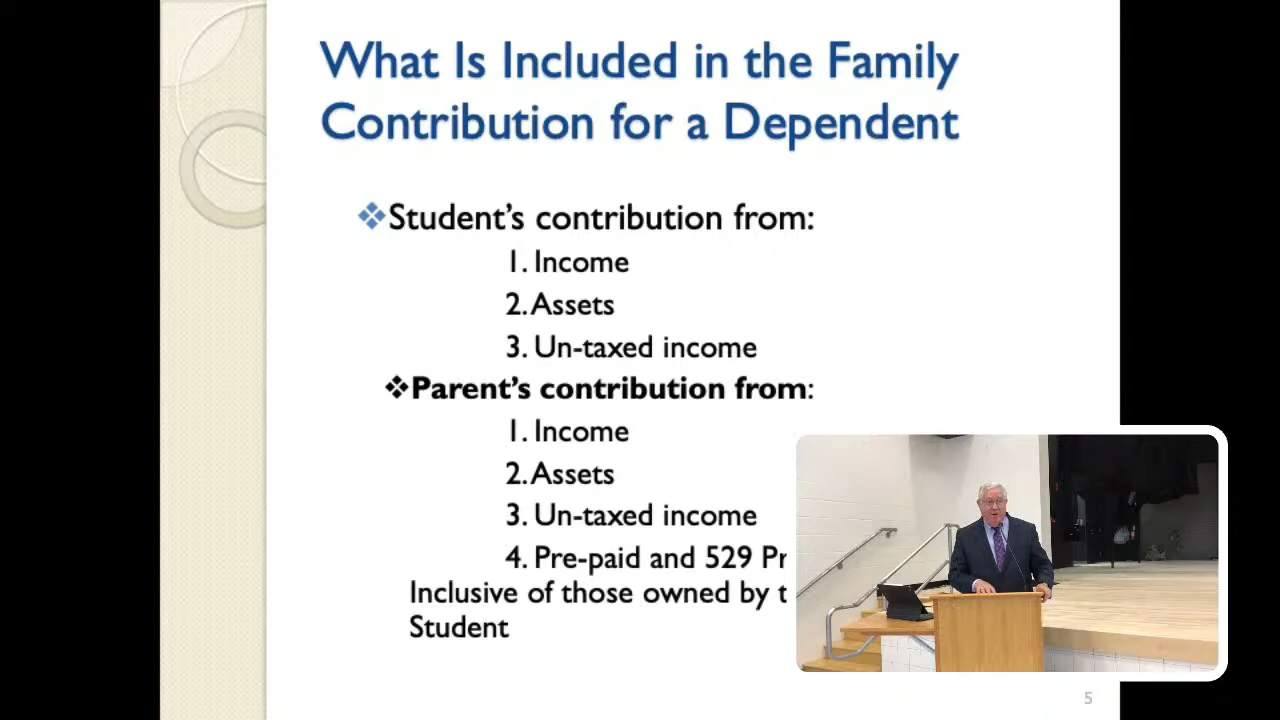 What Is Included in the Family
Contribution for a Dependent
❖Student's contribution from:
1. Income
2. Assets
3. Un-taxed income
❖Parent's contribution from:
1. Income
2. Assets
3. Un-taxed income
4. Pre-paid and 529
Inclusive of those owned by
Student
5